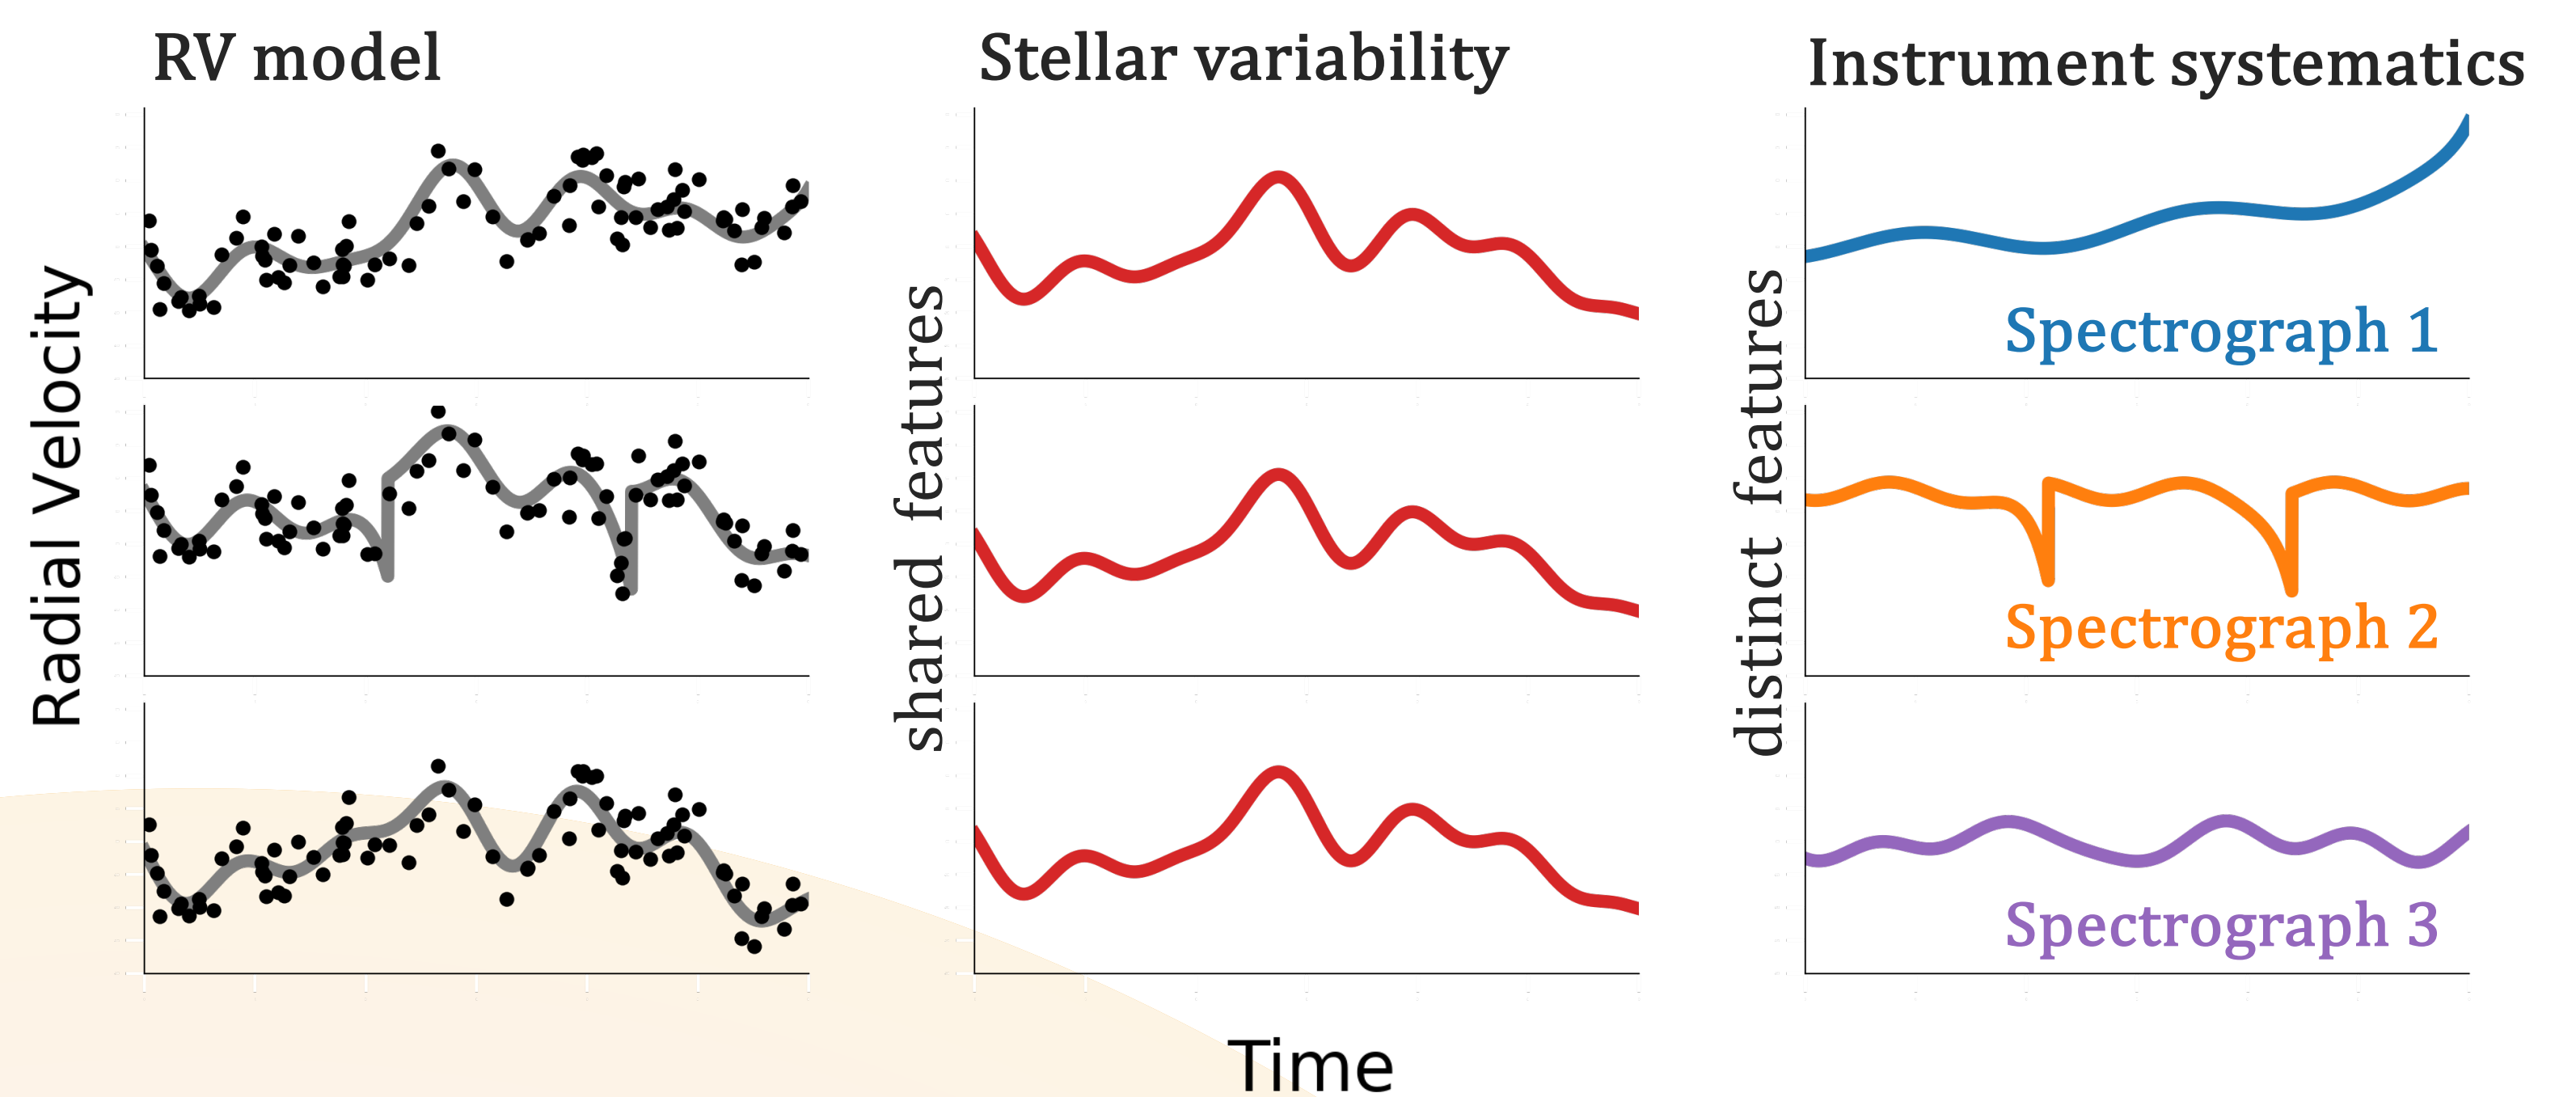 RV model
Stellar variability
Instrument systematics
Radial Velocity
shared features
distinct features
Spectrograph 1
Spectrograph 2
Spectrograph 3
Time